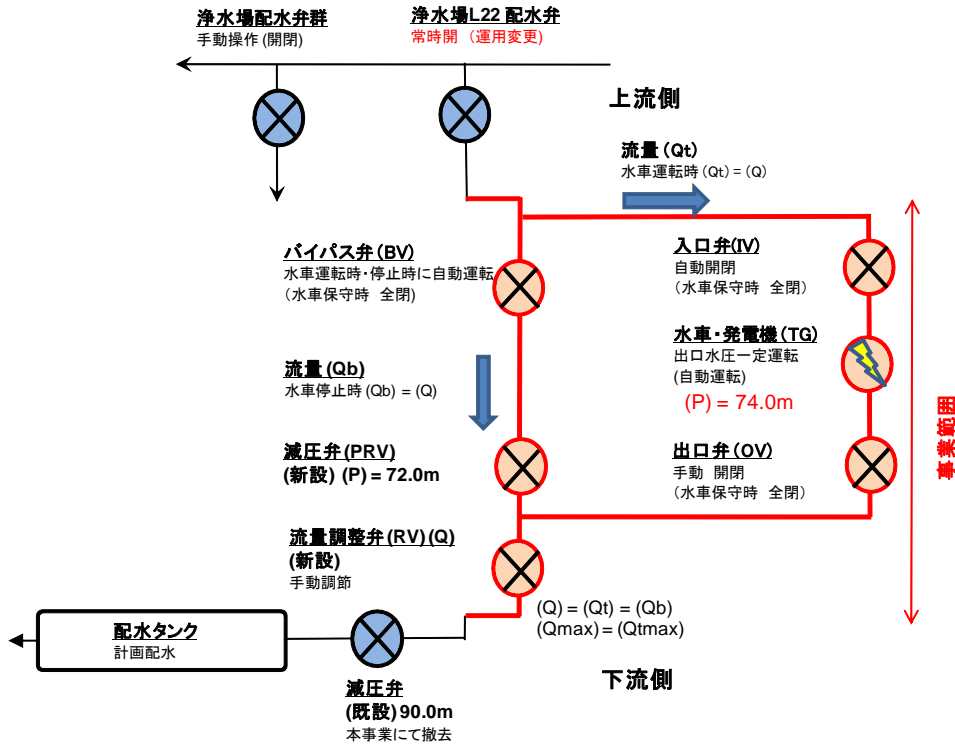 浄水場配水弁群
手動操作(開閉)
浄水場L22 配水弁
常時開 (運用変更)
上流側
流量(Qt)
水車運転時(Qt)=(Q)
バイパス弁(BV)
水車運転時・停止時に自動運転
(水車保守時 全閉)
入口弁(IV)
自動開閉
(水車保守時 全閉)
水車・発電機(TG)
出口水圧一定運転
(自動運転)
(P) = 74.0m
流量(Qb)
水車停止時(Qb) = (Q)
減圧弁(PRV)
(新設) (P) = 72.0m
出口弁(OV)
手動 開閉
(水車保守時 全閉)
事業範囲
流量調整弁(RV)(Q)
(新設)
手動調節
(Q) = (Qt) = (Qb)
(Qmax) = (Qtmax)
配水タンク
計画配水
下流側
減圧弁
(既設) 90.0m
本事業にて撤去